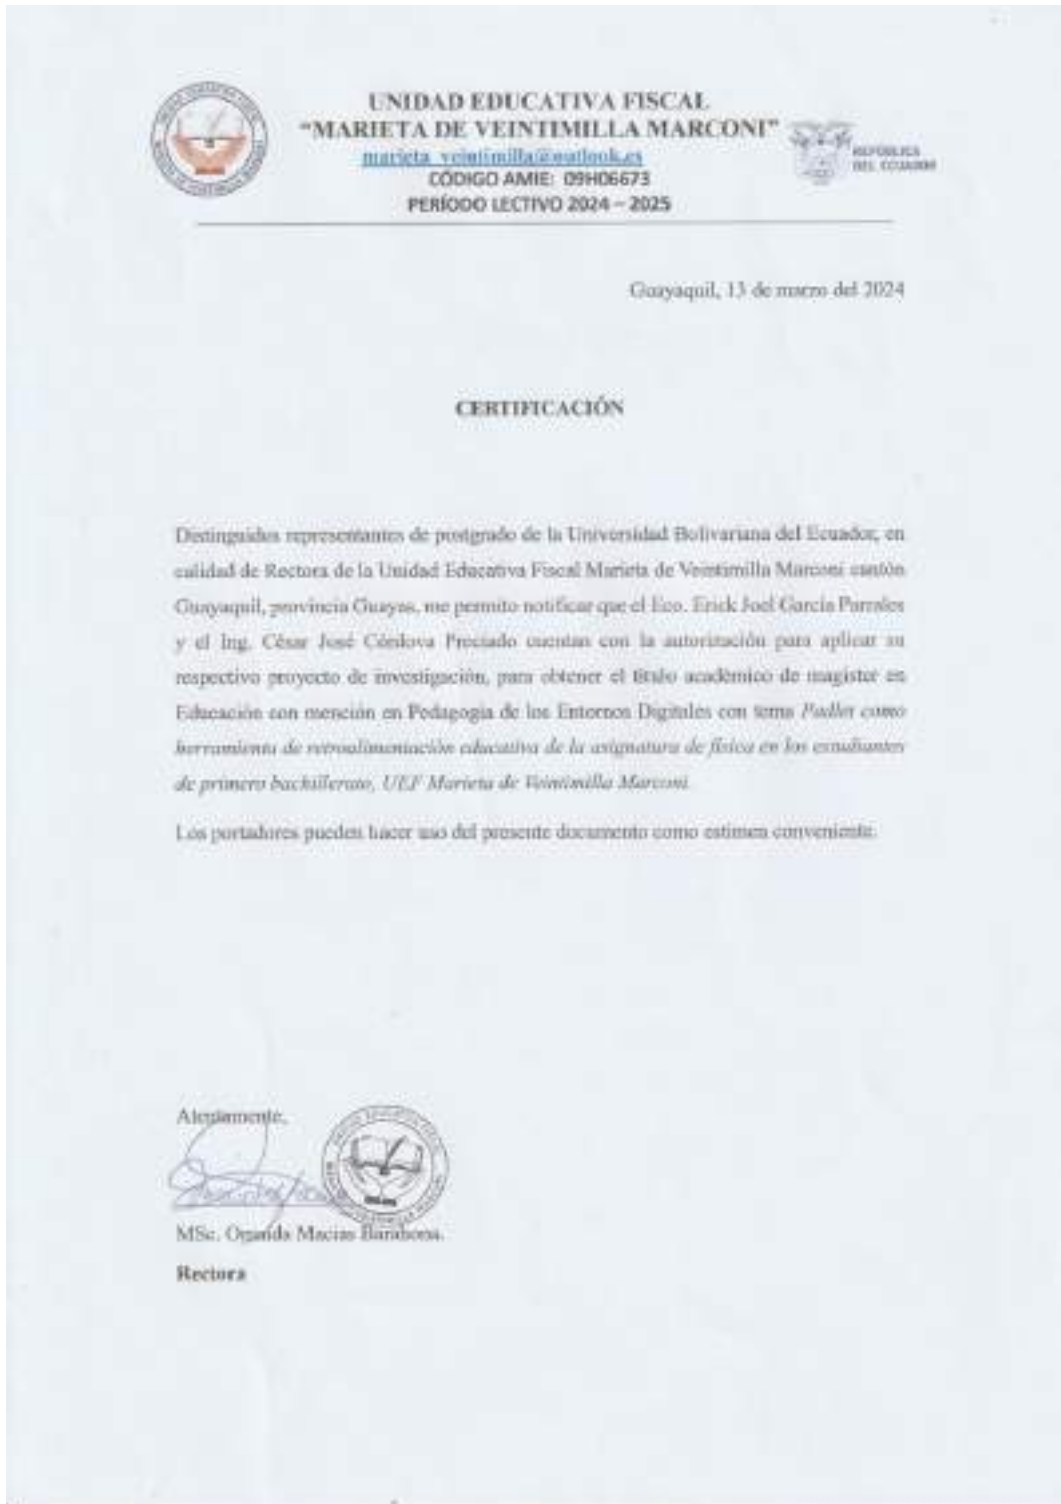 UNIDAD EDUCATIVA FISCAL
“MARIETA DE VEINTIMILLA MARCONI”
marieta_veintimilla@outlook.es
CÓDIGO AMIE: 09H06673
PERÍODO LECTIVO 2024 – 2025
REPÚBLICA
DEL ECUADOR
Guayaquil, 13 de marzo del 2024
CERTIFICACIÓN
Distinguidos representantes de postgrado de la Universidad Bolivariana del Ecuador, en
calidad de Rectora de la Unidad Educativa Fiscal Marieta de Veintimilla Marconi cantón
Guayaquil, provincia Guayas, me permito notificar que el Eco. Erick Joel García Parrales
y el Ing. César José Córdova Preciado cuentan con la autorización para aplicar su
respectivo proyecto de investigación, para obtener el título académico de magíster en
Educación con mención en Pedagogía de los Entornos Digitales con tema Padlet como
herramienta de retroalimentación educativa de la asignatura de física en los estudiantes
de primero bachillerato, UEF Marieta de Veintimilla Marconi.
Los portadores pueden hacer uso del presente documento como estimen conveniente.
Atentamente,
MSc. Macías Barahona.
Rectora